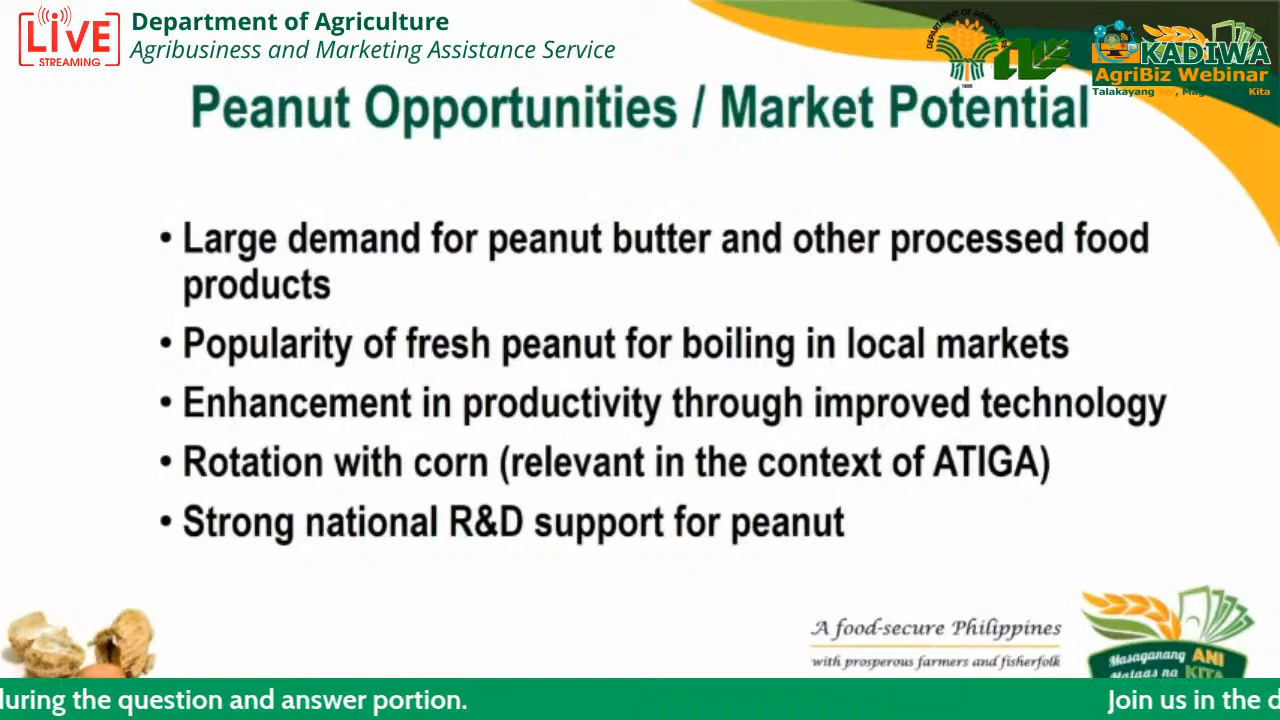 LIVE
STREAMING
Department of Agriculture
Agribusiness and Marketing Assistance Service
DEPARTMENT OF AGRICULTURE
KADIWA
AgriBiz Webinar
Talakayang Ani, Kita
Peanut Opportunities / Market Potential
• Large demand for peanut butter and other processed food
products
• Popularity of fresh peanut for boiling in local markets
• Enhancement in productivity through improved technology
• Rotation with corn (relevant in the context of ATIGA)
• Strong national R&D support for peanut
A food-secure Philippines
with prosperous farmers and fisherfolk
Masaganang ANI
Mataas na KITA
during the question and answer portion.
Join us in the d